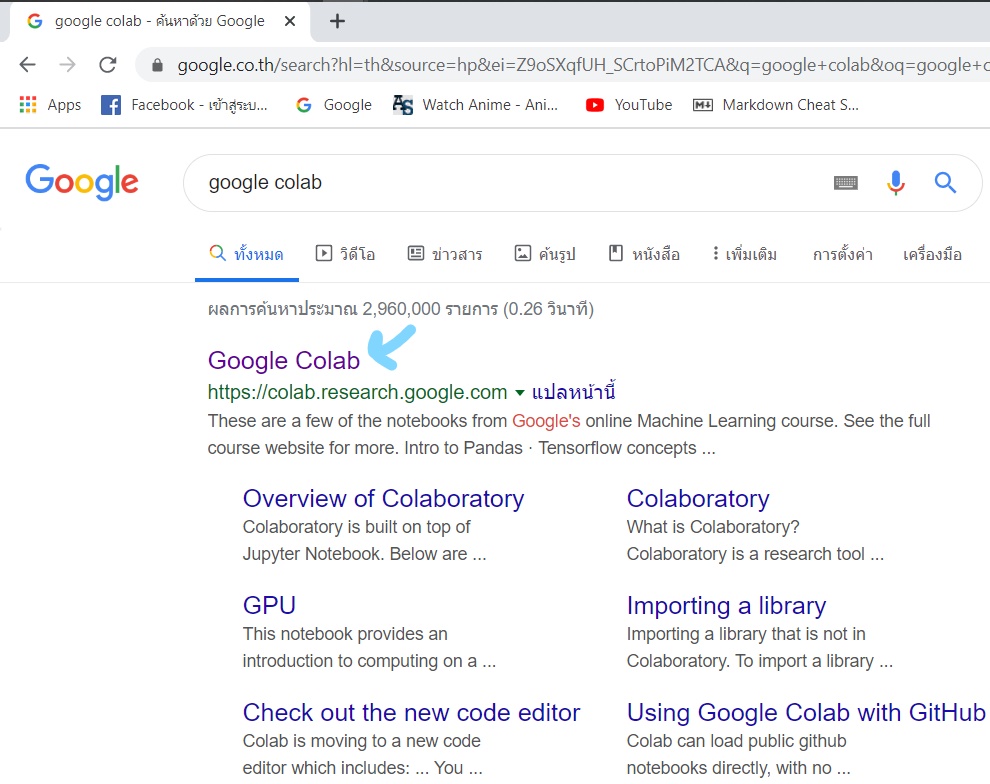 google colab - ค้นหาด้วย Google
google.co.th/search?hl=th&source=hp&ei=Z9oSXqfUH_SCrtoPiM2TCA&q=google+colab&oq=google+c
Apps Facebook - เข้าสู่ระบ... Google Watch Anime - Ani... YouTube Markdown Cheat S...
Google google colab
ทั้งหมด วิดีโอ ข่าวสาร ค้นรูป หนังสือ เพิ่มเติม การตั้งค่า เครื่องมือ
ผลการค้นหาประมาณ 2,960,000 รายการ (0.26 วินาที)
Google Colab
https://colab.research.google.com แปลหน้านี้
These are a few of the notebooks from Google's online Machine Learning course. See the full
course website for more. Intro to Pandas · Tensorflow concepts ...
Overview of Colaboratory
Colaboratory is built on top of
Jupyter Notebook. Below are ...
Colaboratory
What is Colaboratory?
Colaboratory is a research tool ...
GPU
This notebook provides an
introduction to computing on a ...
Importing a library
Importing a library that is not in
Colaboratory. To import a library ...
Check out the new code editor
Colab is moving to a new code
editor which includes: ... You ...
Using Google Colab with GitHub
Colab can load public github
notebooks directly, with no ...